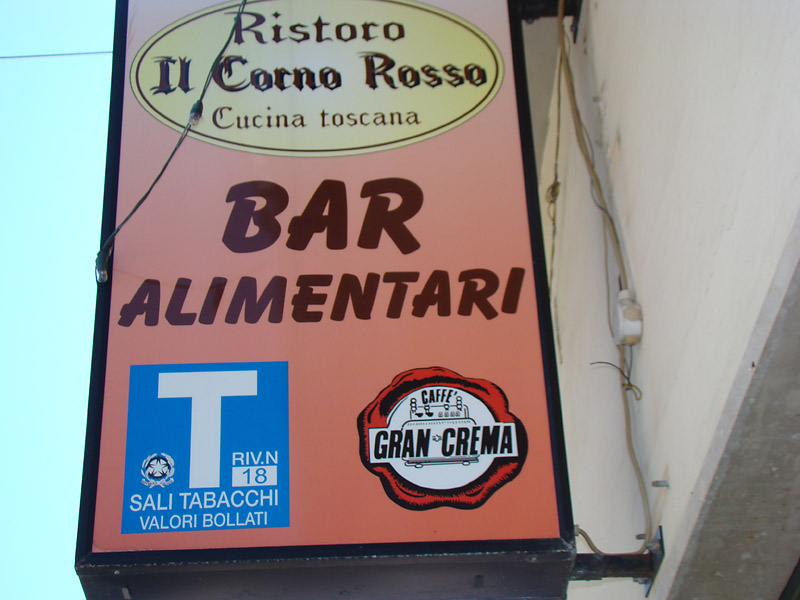 Ristoro
Il Corno Rosso
Cucina toscana
BAR
ALIMENTARI
T
RIV.N
18
SALI TABACCHI
VALORI BOLLATI
CAFFE'
GRAN CREMA